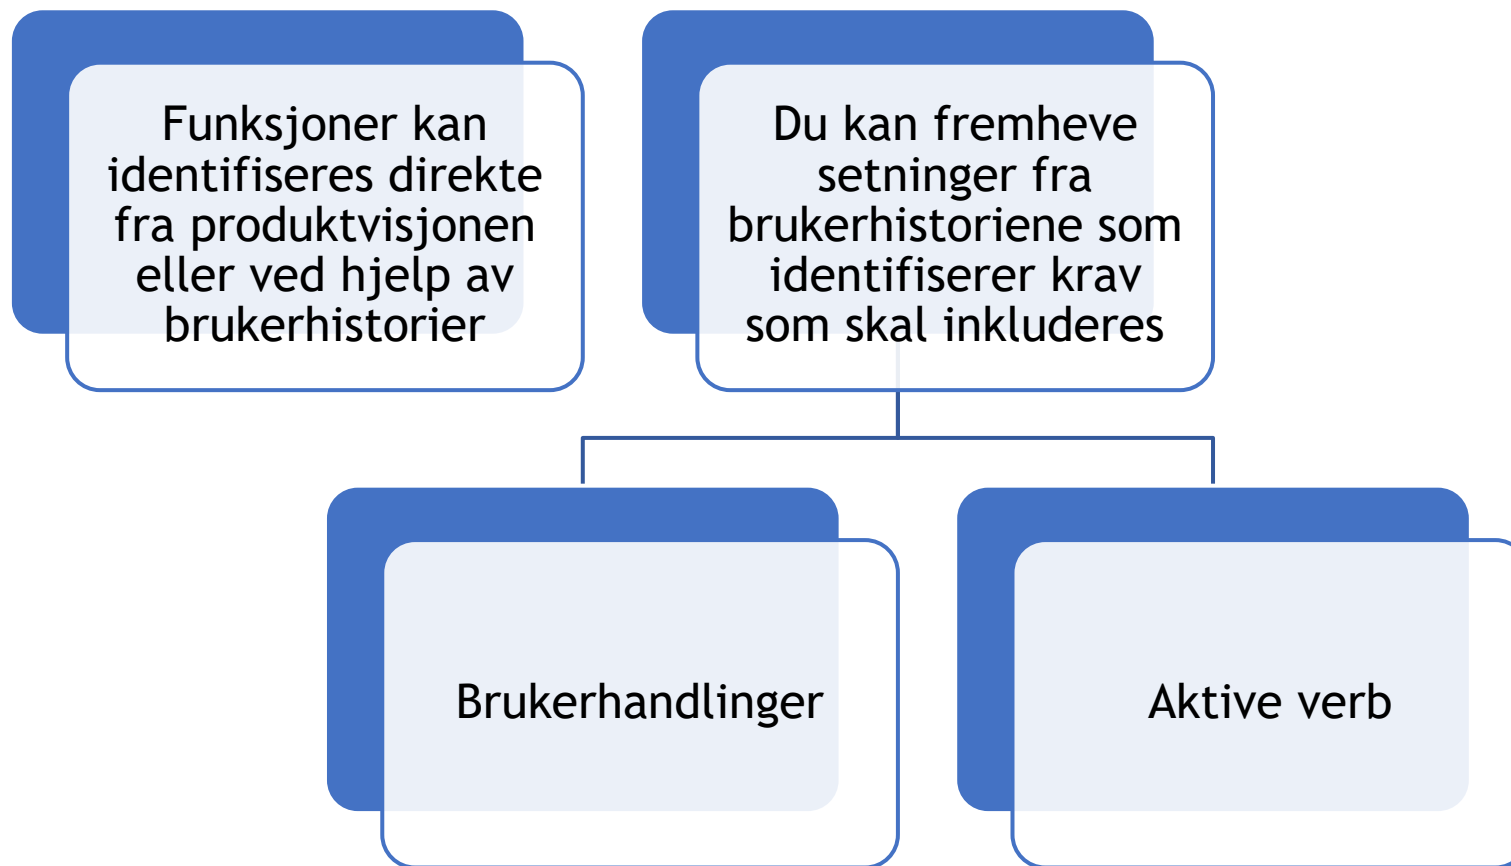 Funksjoner kan
identifiseres direkte
fra produktvisjonen
eller ved hjelp av
brukerhistorier
Du kan fremheve
setninger fra
brukerhistoriene som
identifiserer krav
som skal inkluderes
Brukerhandlinger
Aktive verb